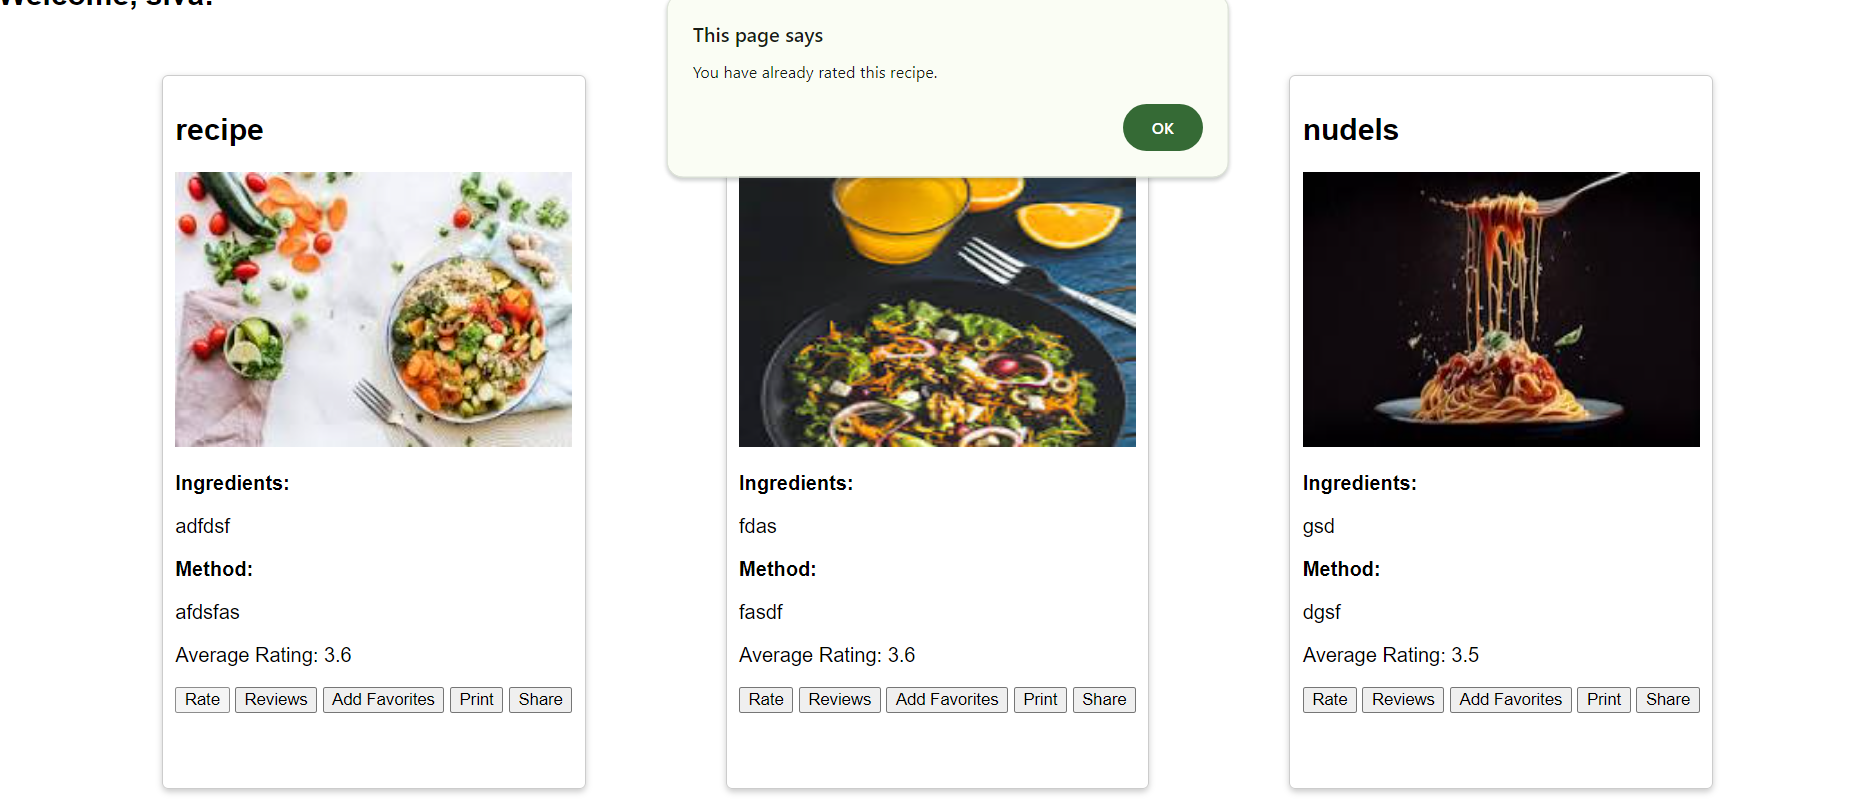 Welcome, siva!
This page says
You have already rated this recipe.
OK
recipe
Ingredients:
adfdsf
Method:
afdsfas
Average Rating: 3.6
Rate Reviews Add Favorites Print Share
Ingredients:
fdas
Method:
fasdf
Average Rating: 3.6
Rate Reviews Add Favorites Print Share
nudels
Ingredients:
gsd
Method:
dgsf
Average Rating: 3.5
Rate Reviews Add Favorites Print Share